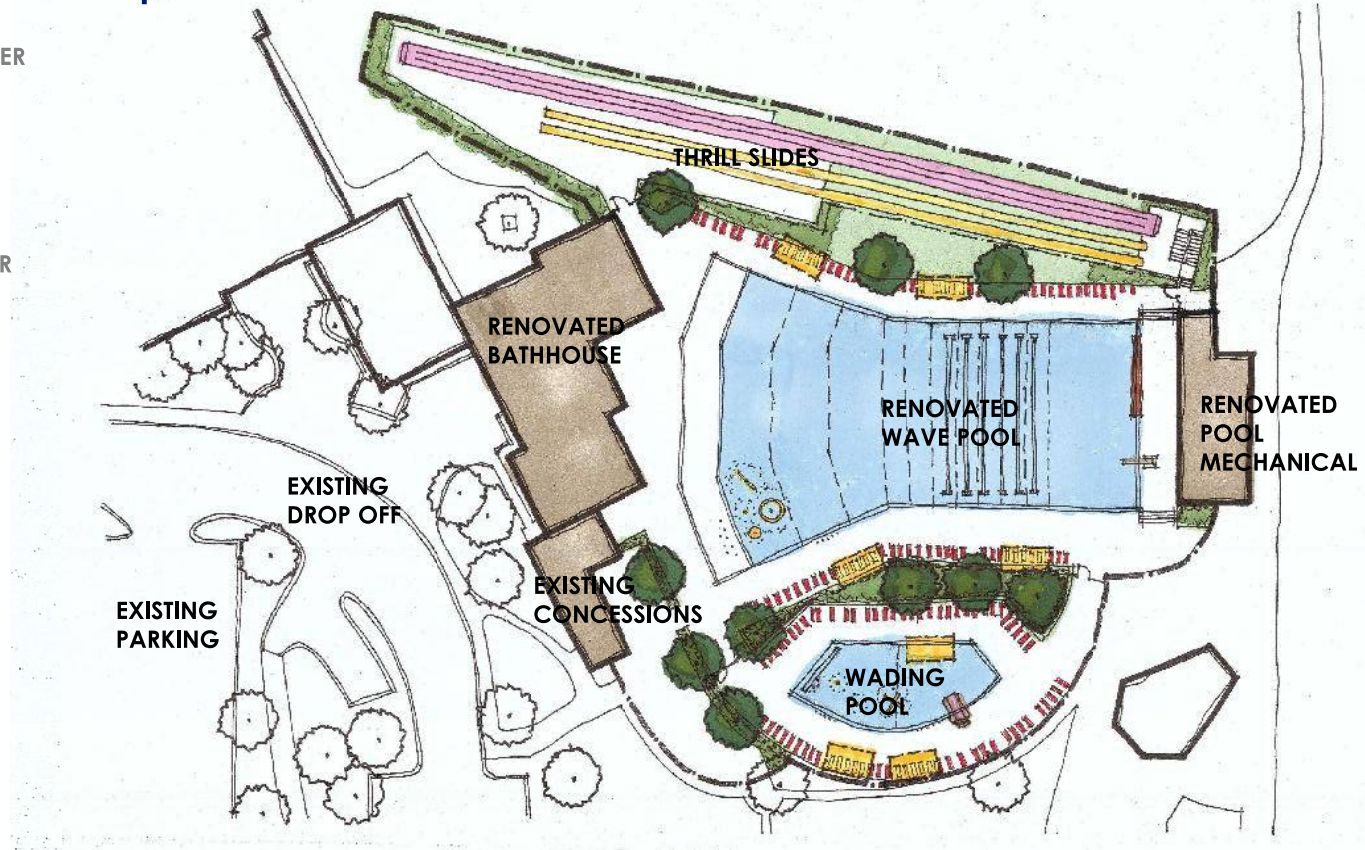 ER
THRILL SLIDES
R
RENOVATED
BATHHOUSE
RENOVATED
WAVE POOL
RENOVATED
POOL
MECHANICAL
EXISTING
DROP OFF
EXISTING
CONCESSIONS
EXISTING
PARKING
WADING
POOL